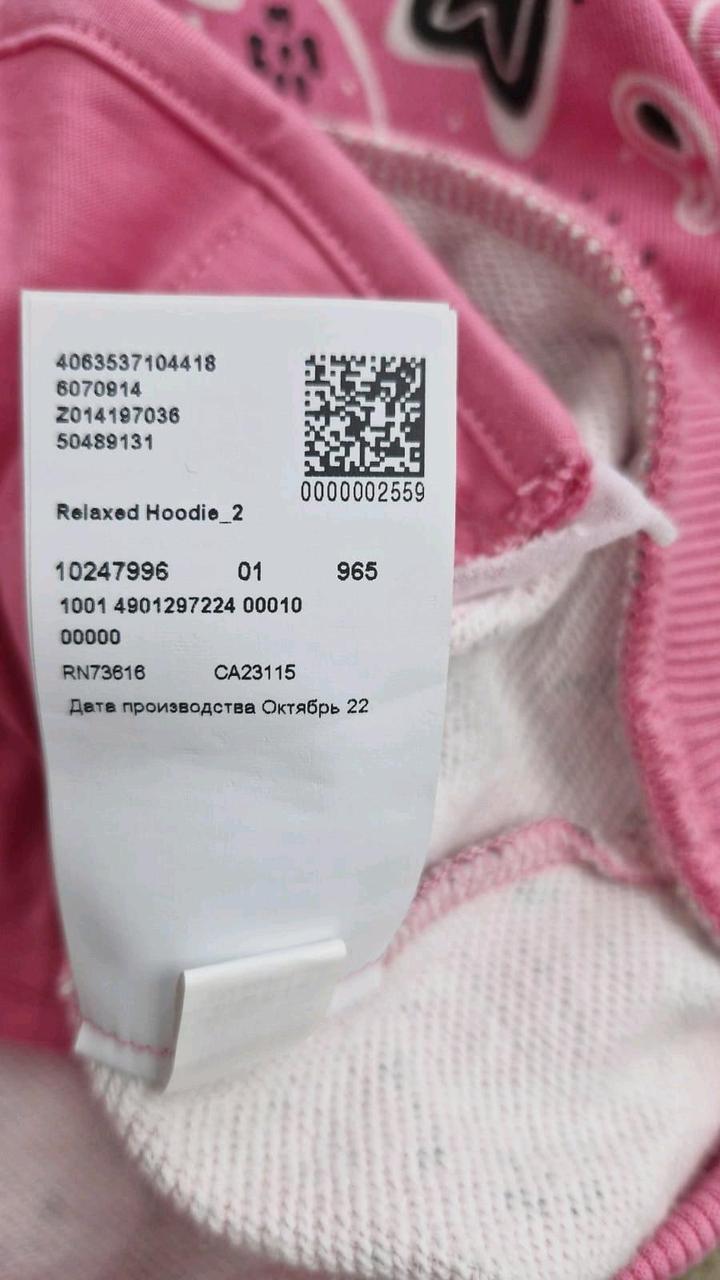 4063537104418
6070914
Z014197036
50489131
0000002559
Relaxed Hoodie_2
10247996 01 965
1001 4901297224 00010
00000
RN73616 CA23115
Дата производства Октябрь 22